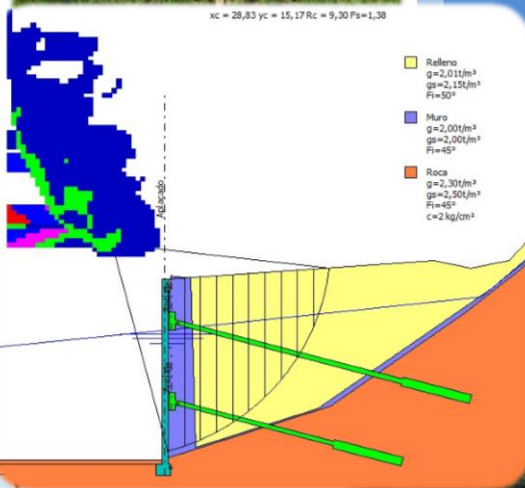 xc = 28,83 yc = 15,17 Rc = 9,30 Fs=1,38
Relleno
g=2,01t/m³
gs=2,15t/m³
Fi=50°
Muro
g=2,00t/m³
gs=2,00t/m³
Fi=45°
Roca
g=2,30t/m³
gs=2,50t/m³
Fi=45°
c=2kg/cm²
Aplacado